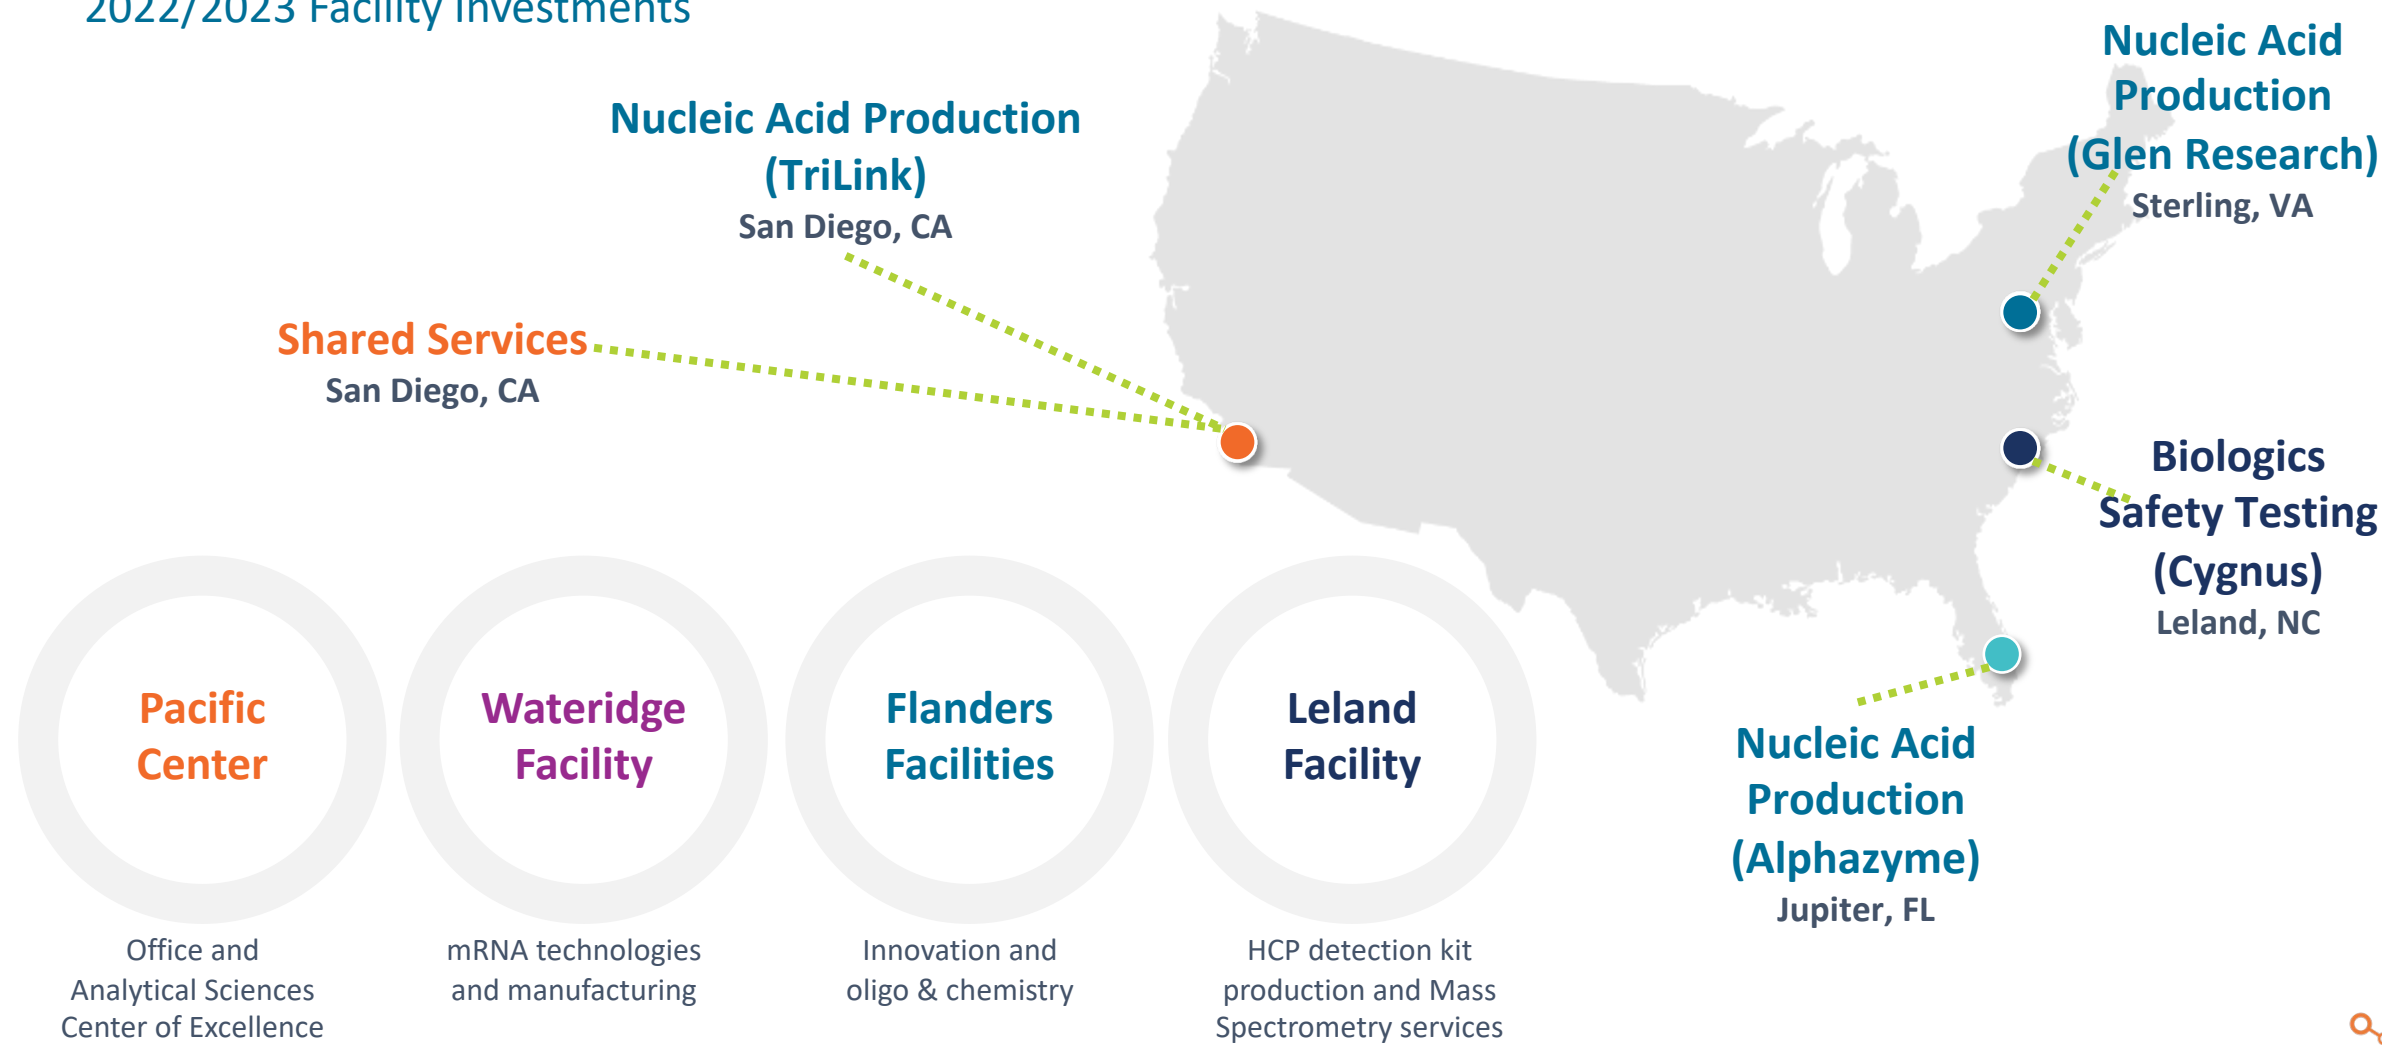 2022/2023 Facility Investments
Nucleic Acid Production
(TriLink)
San Diego, CA
Shared Services
San Diego, CA
Nucleic Acid
Production
(Glen Research)
Sterling, VA
Biologics
Safety Testing
(Cygnus)
Leland, NC
Nucleic Acid
Production
(Alphazyme)
Jupiter, FL
Pacific
Center
Office and
Analytical Sciences
Center of Excellence
Wateridge
Facility
mRNA technologies
and manufacturing
Flanders
Facilities
Innovation and
oligo & chemistry
Leland
Facility
HCP detection kit
production and Mass
Spectrometry services